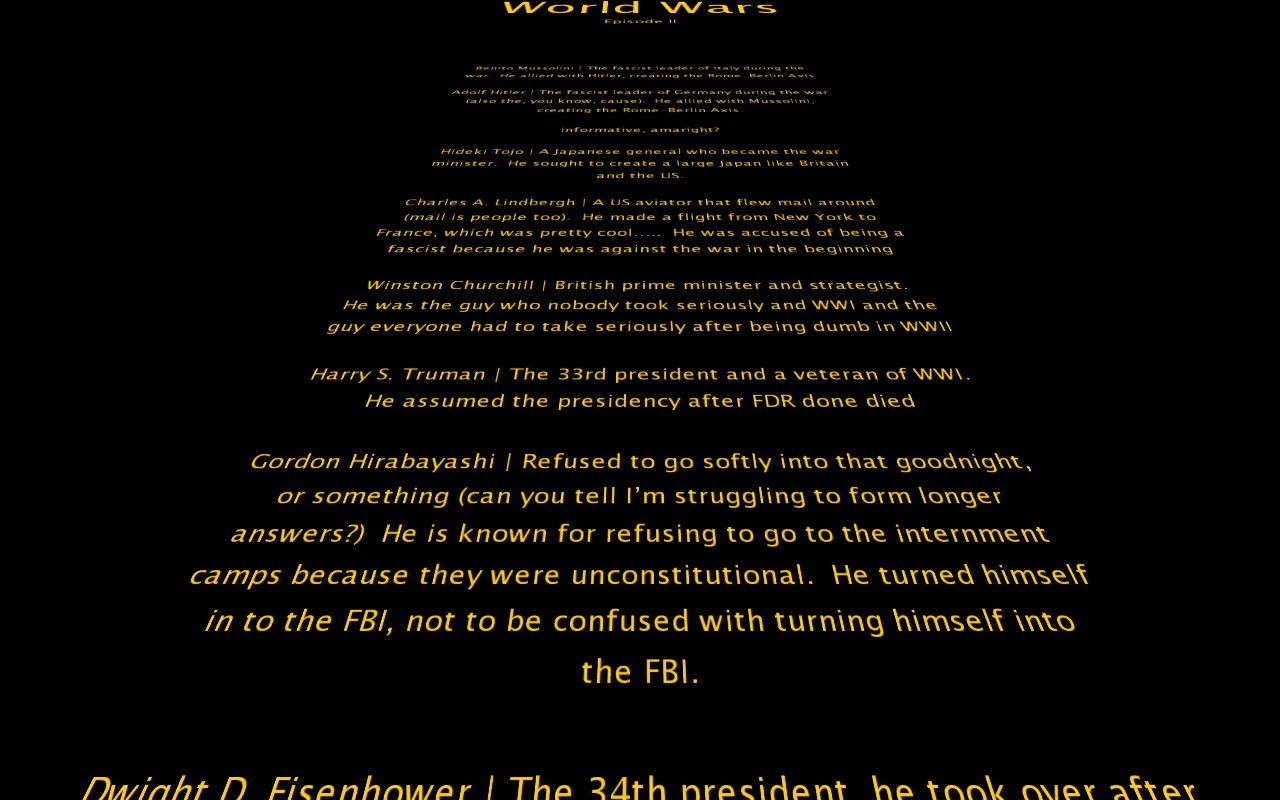 World Wars
Episode II
Benito Mussolini | The fascist leader of Italy during the
war.  He allied with Hitler, creating the Rome-Berlin Axis
Adolf Hitler | The fascist leader of Germany during the war
(also the, you know, cause).  He allied with Mussolini,
creating the Rome-Berlin Axis.
informative, amaright?
Hideki Tojo | A Japanese general who became the war
minister.  He sought to create a large Japan like Britain
and the US.
Charles A. Lindbergh | A US aviator that flew mail around
(mail is people too).  He made a flight from New York to
France, which was pretty cool.....  He was accused of being a
fascist because he was against the war in the beginning
Winston Churchill | British prime minister and strategist.
He was the guy who nobody took seriously and WWI and the
guy everyone had to take seriously after being dumb in WWII
Harry S. Truman | The 33rd president and a veteran of WWI.
He assumed the presidency after FDR done died
Gordon Hirabayashi | Refused to go softly into that goodnight,
or something (can you tell I'm struggling to form longer
answers?)  He is known for refusing to go to the internment
camps because they were unconstitutional.  He turned himself
in to the FBI, not to be confused with turning himself into
the FBI.
Dwight D. Eisenhower | The 34th president, he took over after